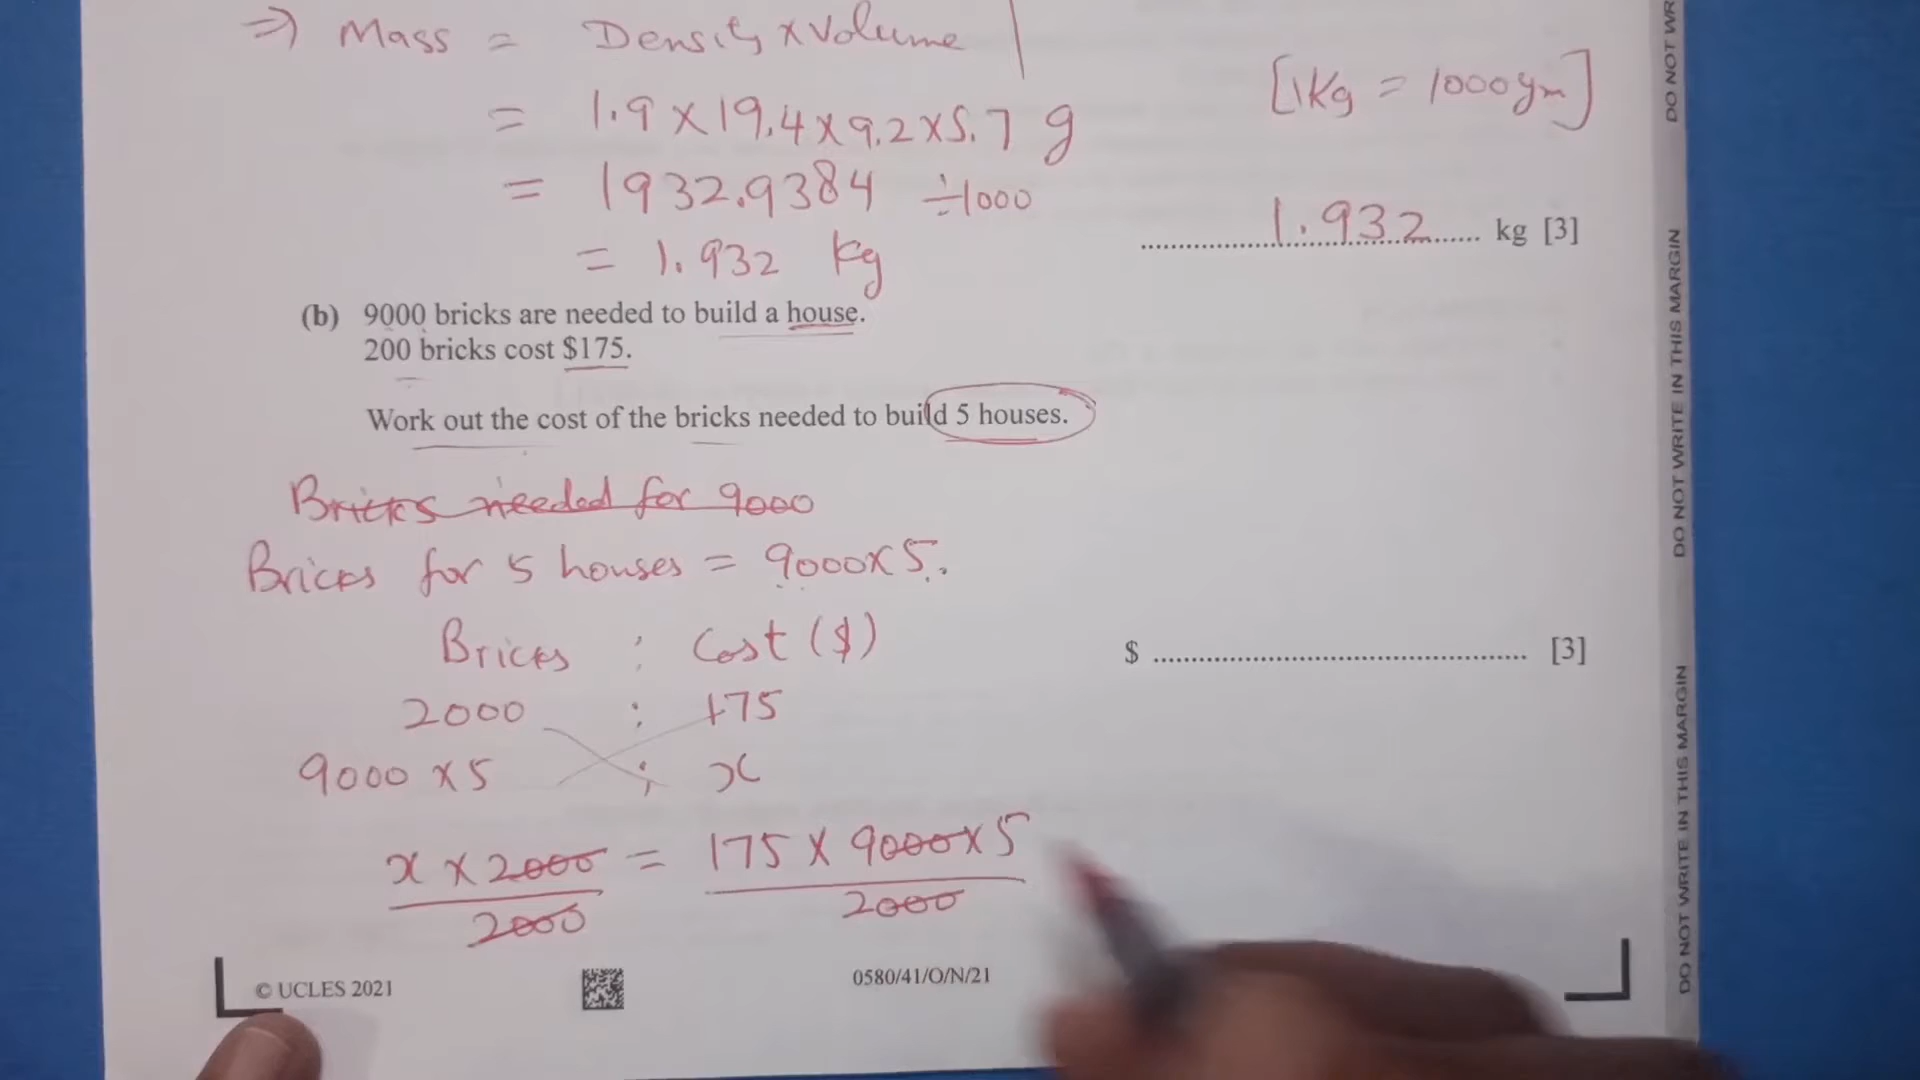 ⇒ Mass = Density x Volume
= 1.9 x 19.4 x 9.2 x 5.7 g
[1Kg = 1000gm]
= 1932.9384 ÷1000
= 1.932 kg
1.932 kg [3]
(b) 9000 bricks are needed to build a house.
200 bricks cost $175.
Work out the cost of the bricks needed to build 5 houses.
Bricks needed for 9000
Bricks for 5 houses = 9000 x 5.
Bricks : Cost ($)
$ [3]
2000 : 175
9000 x 5 : x
x x 2000 = 175 x 9000 x 5
2000 2000
© UCLES 2021
0580/41/O/N/21
DO NOT WR
DO NOT WRITE IN THIS MARGIN
DO NOT WRITE IN THIS MARGIN